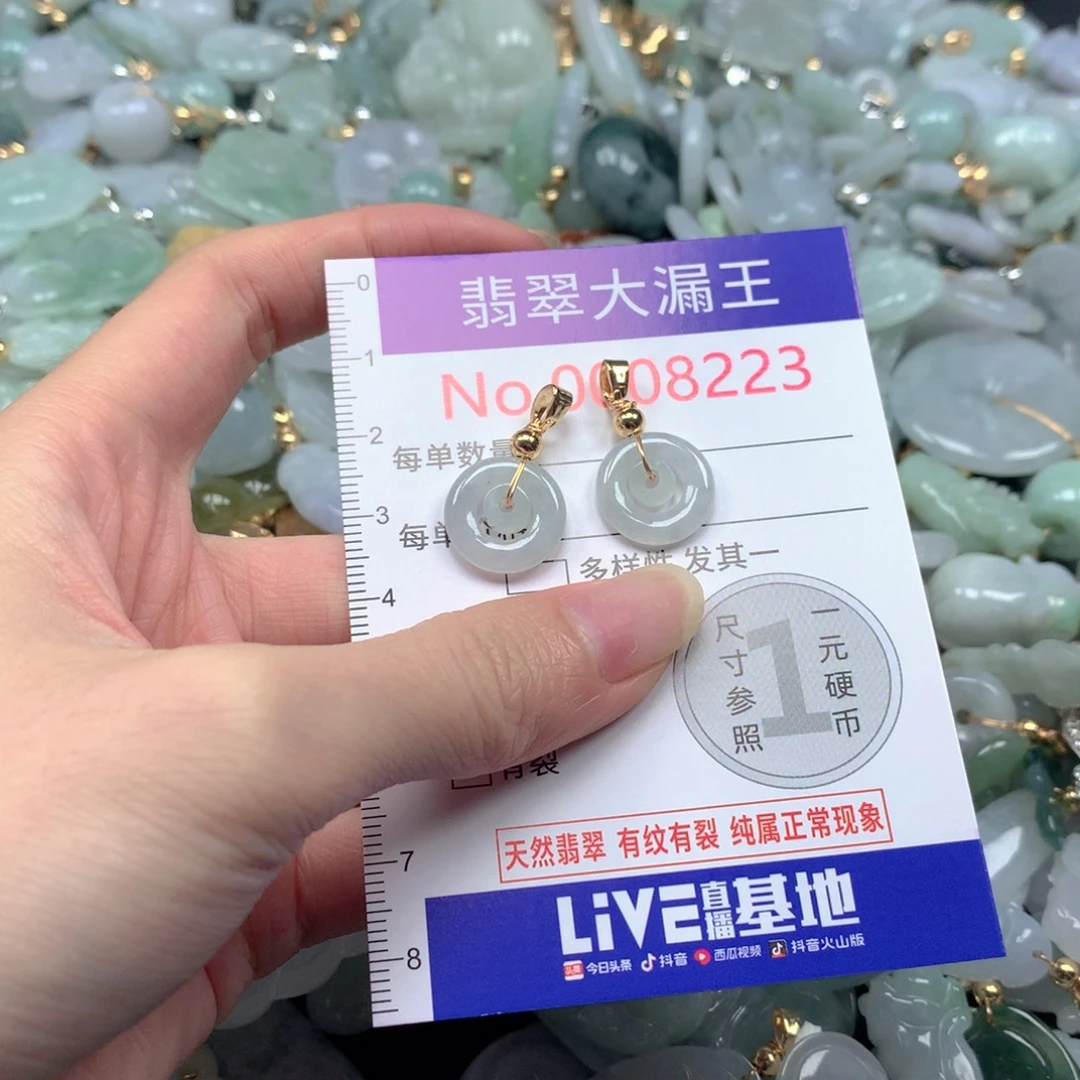 翡翠大漏王
No.0008223
每单数量
每单
多样性 发其一
尺寸参照
一元硬币
1
有裂
天然翡翠 有纹有裂 纯属正常现象
LiVE直播基地
头条 今日头条 抖音 西瓜视频 抖音火山版
0
1
2
3
4
7
8